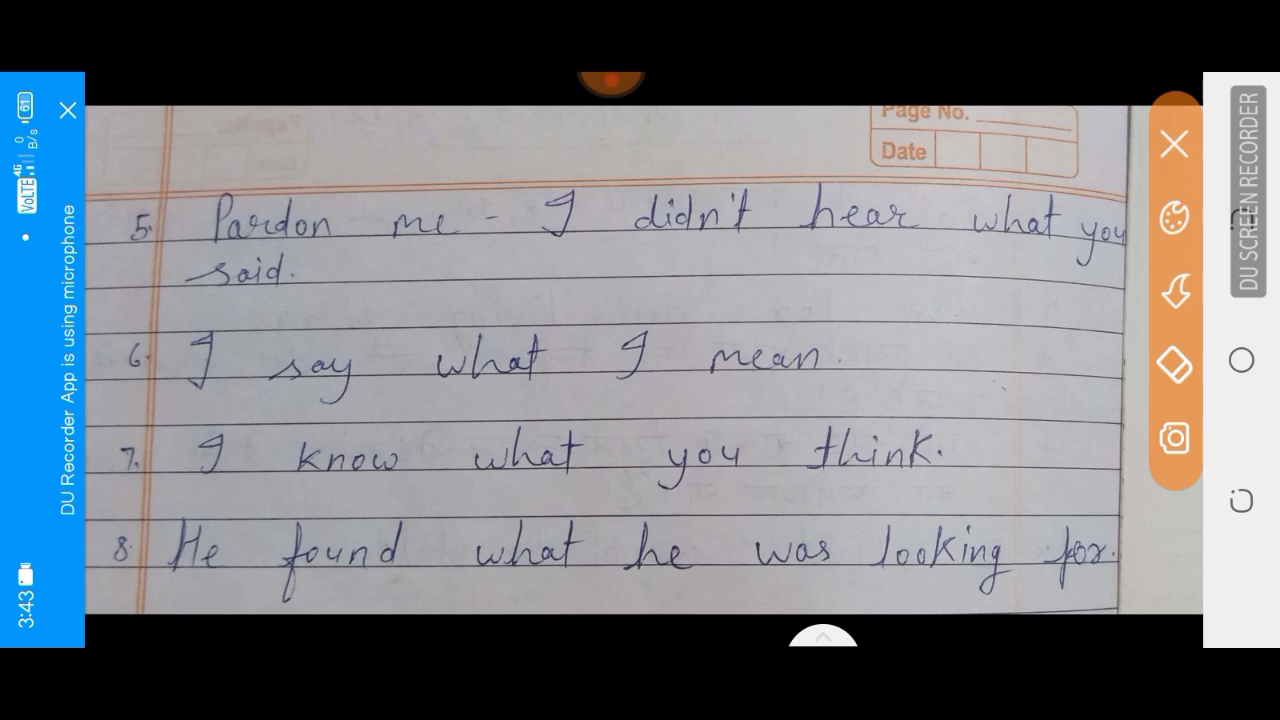 Page No.
Date
5. Pardon me - I didn't hear what you
said.
6. I say what I mean.
7. I know what you think.
8. He found what he was looking for.
DU Recorder App is using microphone
3:43
VoLTE 4G 0 B/s 61
DU SCREEN RECORDER